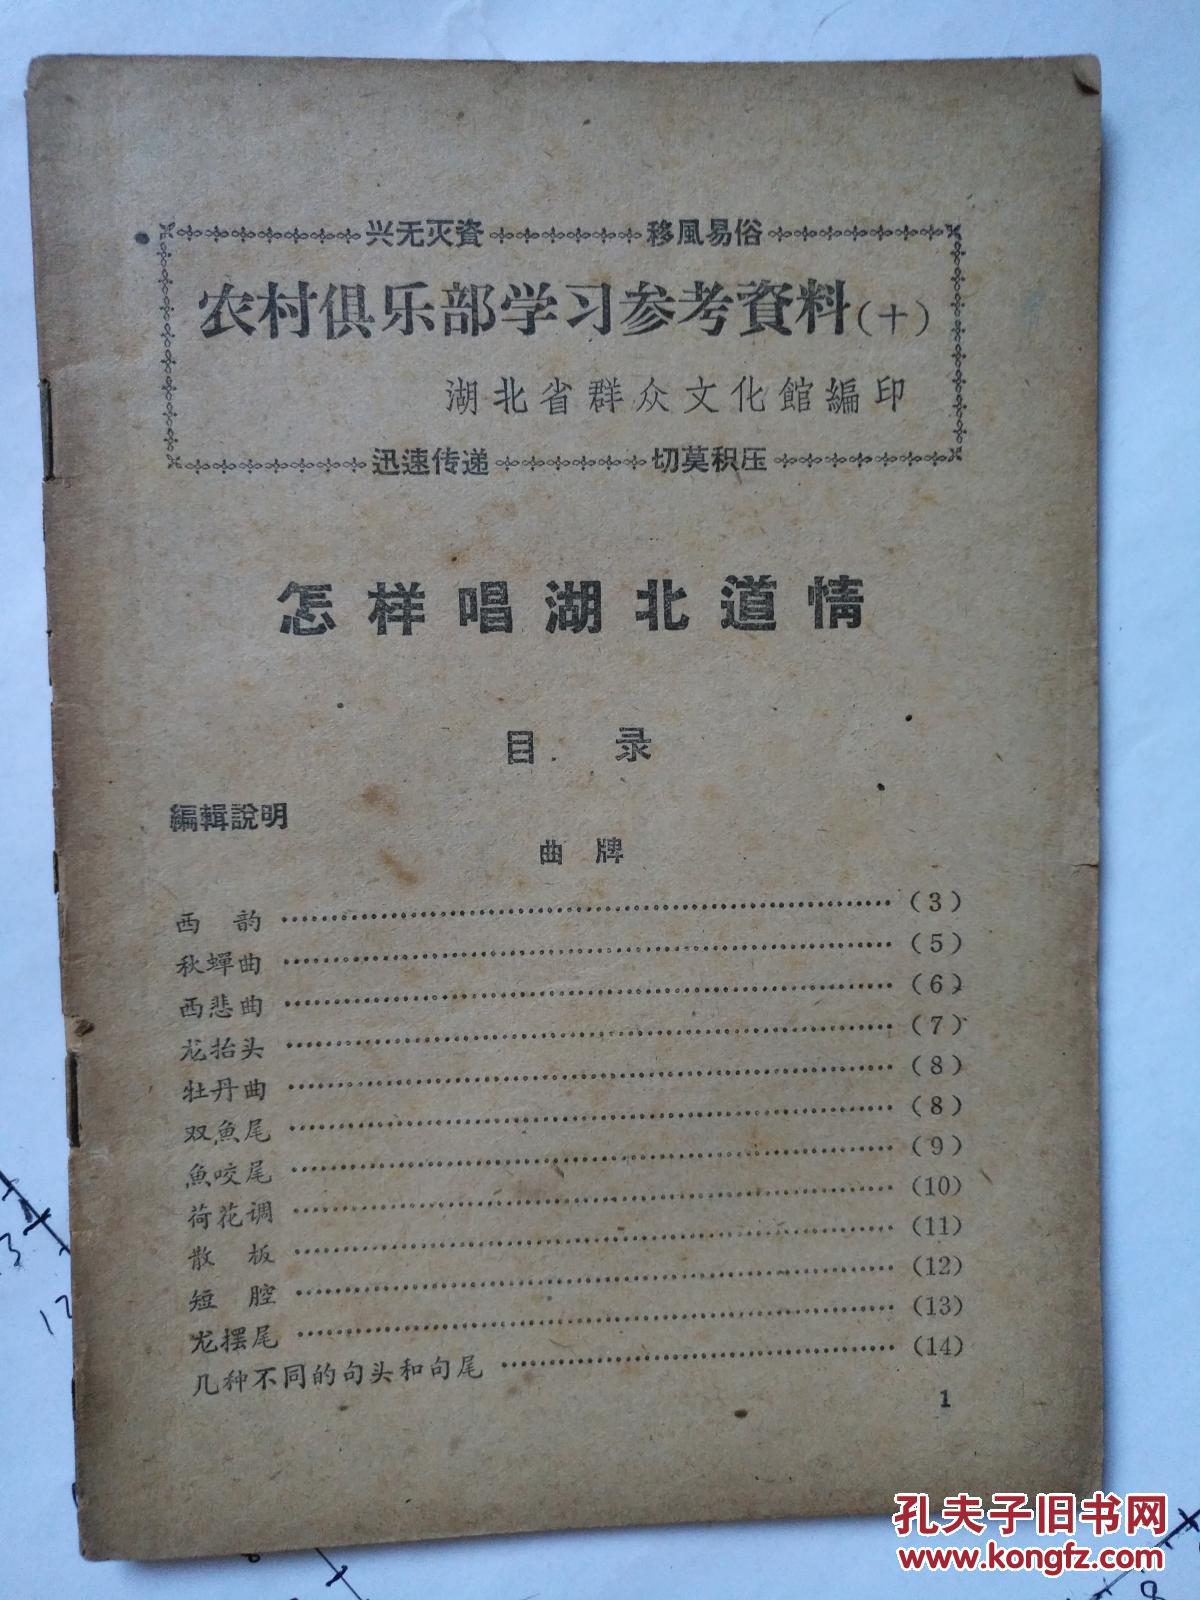 兴无灭資 移風易俗
农村俱乐部学习参考資料(十)
湖北省群众文化館編印
迅速传递 切莫积压
怎样唱湖北道情
目 录
編輯說明
曲 牌
西 韵 (3)
秋蟬曲 (5)
西悲曲 (6)
龙抬头 (7)
牡丹曲 (8)
双魚尾 (8)
魚咬尾 (9)
荷花调 (10)
散 板 (11)
短 腔 (12)
龙摆尾 (13)
几种不同的句头和句尾 (14)
1
孔夫子旧书网
www.kongfz.com